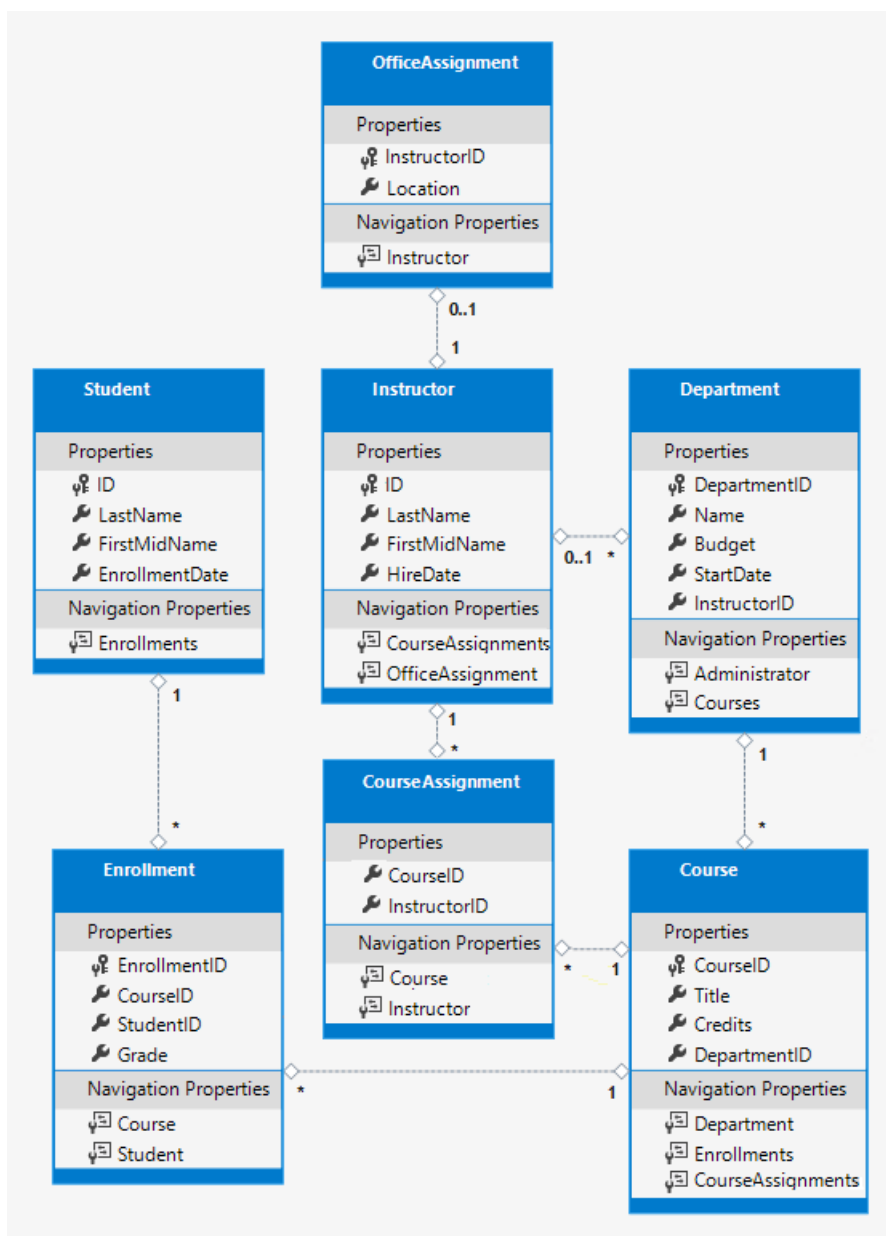 OfficeAssignment
Properties
InstructorID
Location
Navigation Properties
Instructor
0..1
1
Student
Properties
ID
LastName
FirstMidName
EnrollmentDate
Navigation Properties
Enrollments
Instructor
Properties
ID
LastName
FirstMidName
HireDate
Navigation Properties
CourseAssignments
OfficeAssignment
0..1 *
Department
Properties
DepartmentID
Name
Budget
StartDate
InstructorID
Navigation Properties
Administrator
Courses
1
*
1
*
1
*
CourseAssignment
Properties
CourseID
InstructorID
Navigation Properties
Course
Instructor
* 1
Enrollment
Properties
EnrollmentID
CourseID
StudentID
Grade
Navigation Properties
Course
Student
* 1
Course
Properties
CourseID
Title
Credits
DepartmentID
Navigation Properties
Department
Enrollments
CourseAssignments